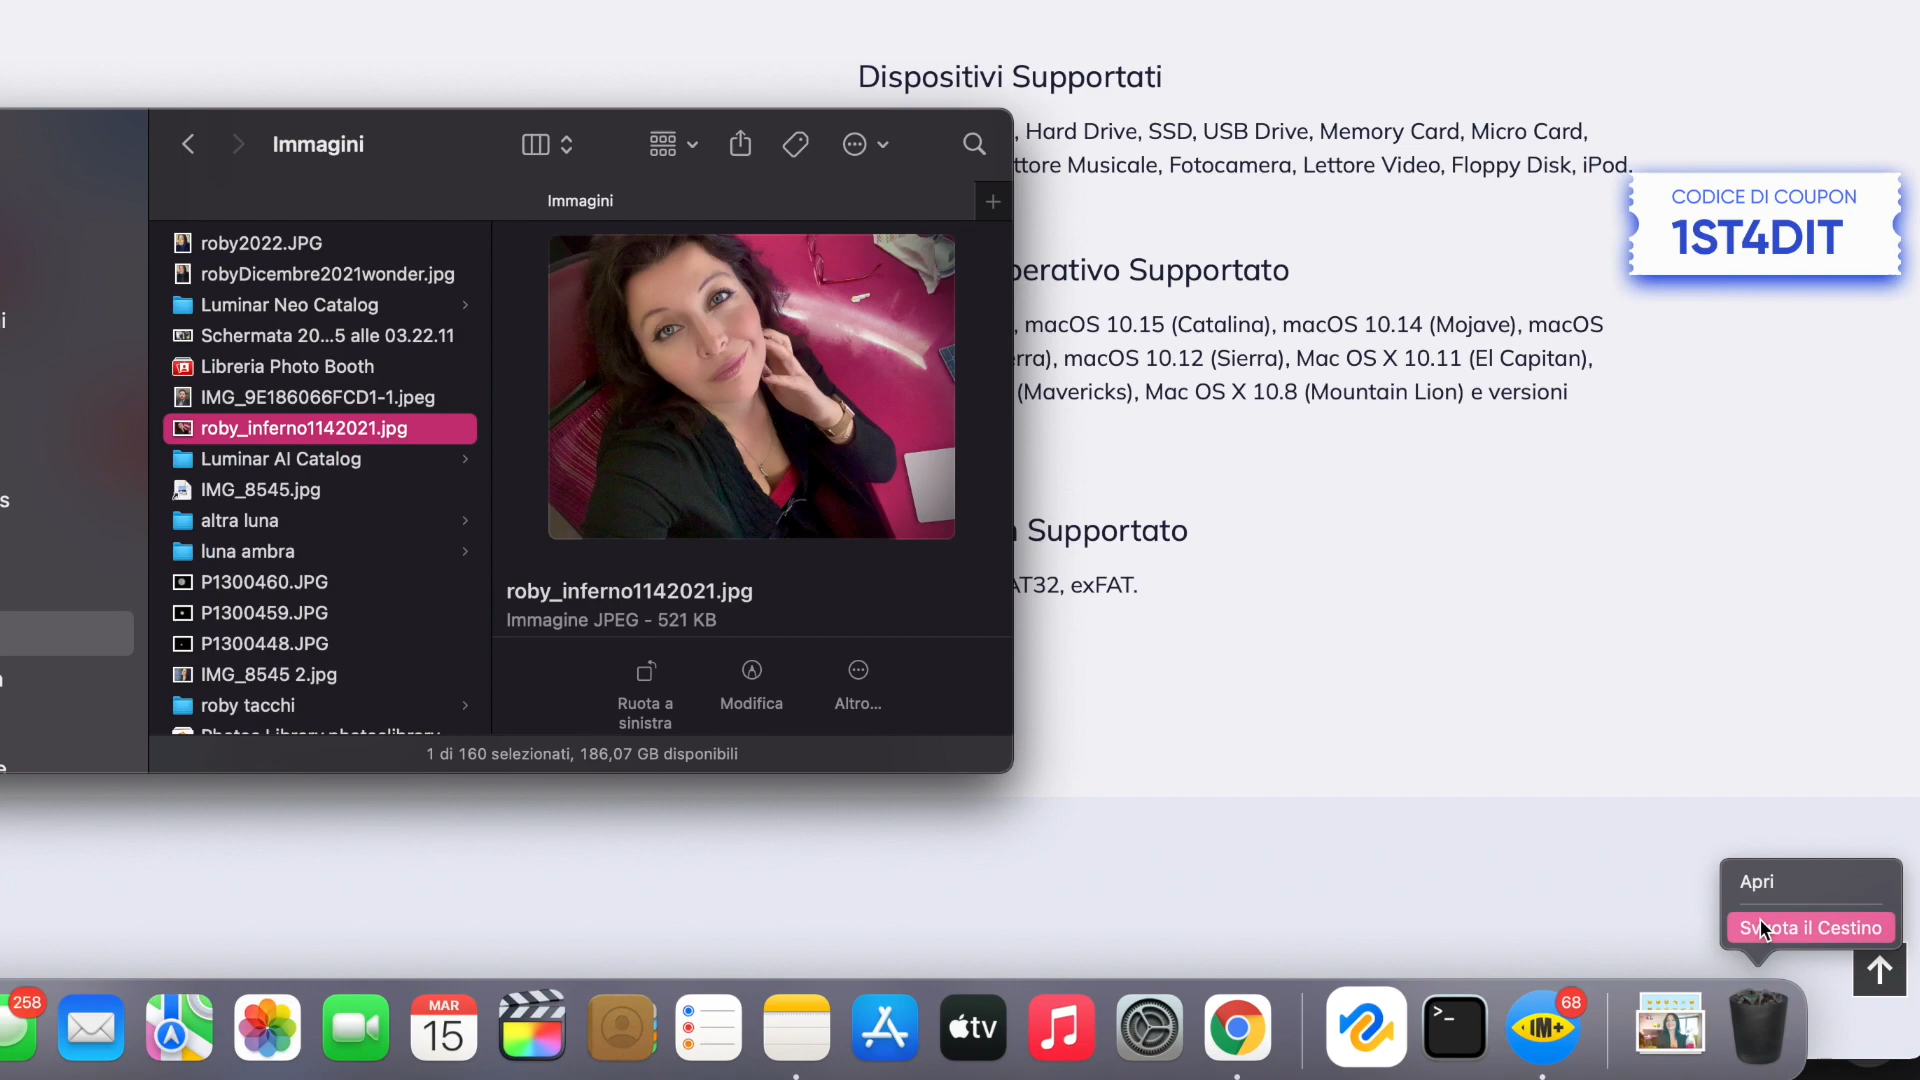 Dispositivi Supportati
, Hard Drive, SSD, USB Drive, Memory Card, Micro Card,
ttore Musicale, Fotocamera, Lettore Video, Floppy Disk, iPod.
CODICE DI COUPON
1ST4DIT
perativo Supportato
, macOS 10.15 (Catalina), macOS 10.14 (Mojave), macOS
erra), macOS 10.12 (Sierra), Mac OS X 10.11 (El Capitan),
(Mavericks), Mac OS X 10.8 (Mountain Lion) e versioni
Supportato
AT32, exFAT.
Immagini
Immagini
roby2022.JPG
robyDicembre2021wonder.jpg
Luminar Neo Catalog
Schermata 20...5 alle 03.22.11
Libreria Photo Booth
IMG_9E186066FCD1-1.jpeg
roby_inferno1142021.jpg
Luminar AI Catalog
IMG_8545.jpg
altra luna
luna ambra
P1300460.JPG
P1300459.JPG
P1300448.JPG
IMG_8545 2.jpg
roby tacchi
roby_inferno1142021.jpg
Immagine JPEG - 521 KB
Ruota a
sinistra
Modifica
Altro...
1 di 160 selezionati, 186,07 GB disponibili
Apri
Svuota il Cestino
258
MAR
15
tv
>_
IM+
68